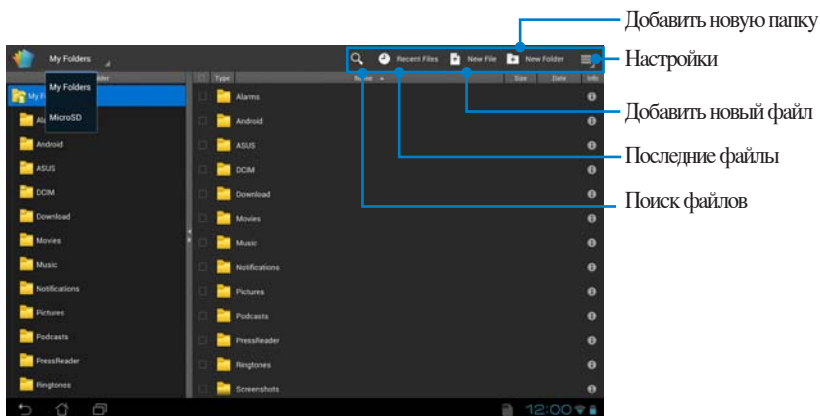 Добавить новую папку
Настройки
Добавить новый файл
Последние файлы
Поиск файлов
My Folders
Recent Files
New File
New Folder
Type
Name
Size
Date
Info
My Folders
MicroSD
Android
ASUS
DCIM
Download
Movies
Music
Notifications
Pictures
Podcasts
PressReader
Ringtones
Alarms
Android
ASUS
DCIM
Download
Movies
Music
Notifications
Pictures
Podcasts
PressReader
Ringtones
Screenshots
12:00